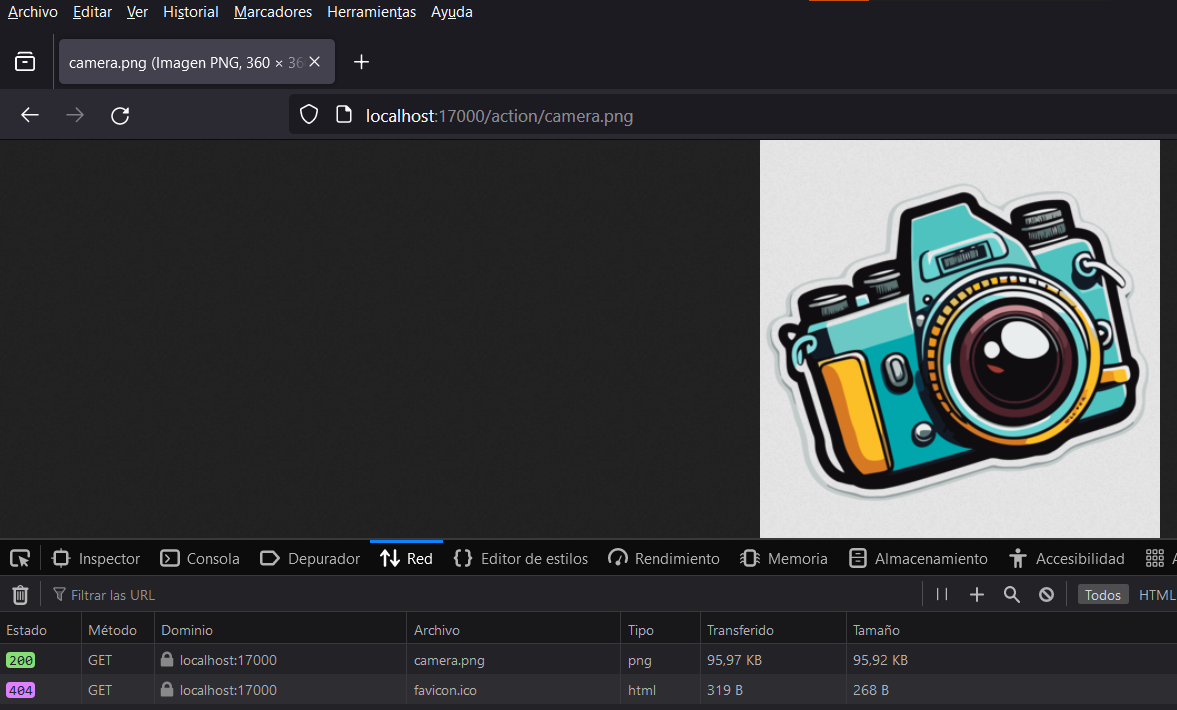 Archivo Editar Ver Historial Marcadores Herramientas Ayuda
camera.png (Imagen PNG, 360 × 36
localhost:17000/action/camera.png
Inspector Consola Depurador Red Editor de estilos Rendimiento Memoria Almacenamiento Accesibilidad A
Filtrar las URL Todos HTML
Estado Método Dominio Archivo Tipo Transferido Tamaño
200 GET localhost:17000 camera.png png 95,97 KB 95,92 KB
404 GET localhost:17000 favicon.ico html 319 B 268 B